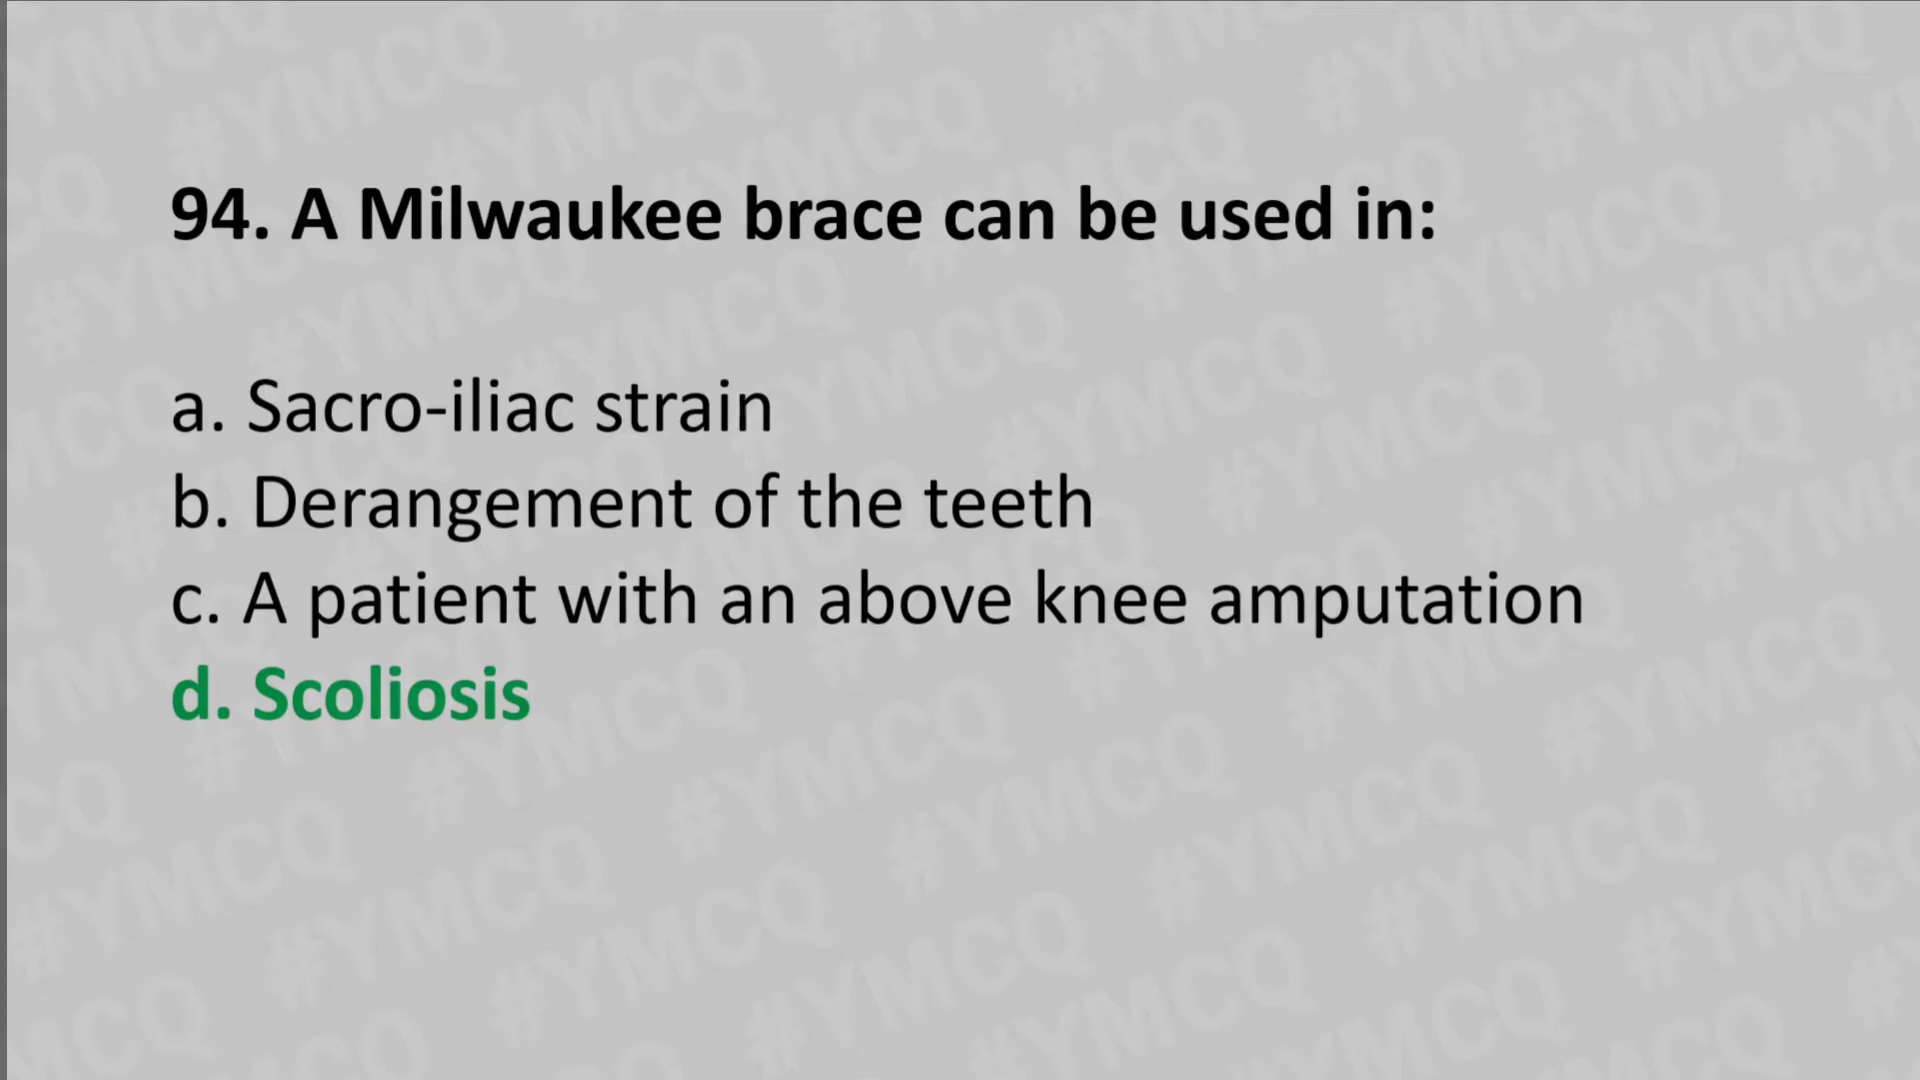 94. A Milwaukee brace can be used in:
a. Sacro-iliac strain
b. Derangement of the teeth
c. A patient with an above knee amputation
d. Scoliosis
#YMCQ